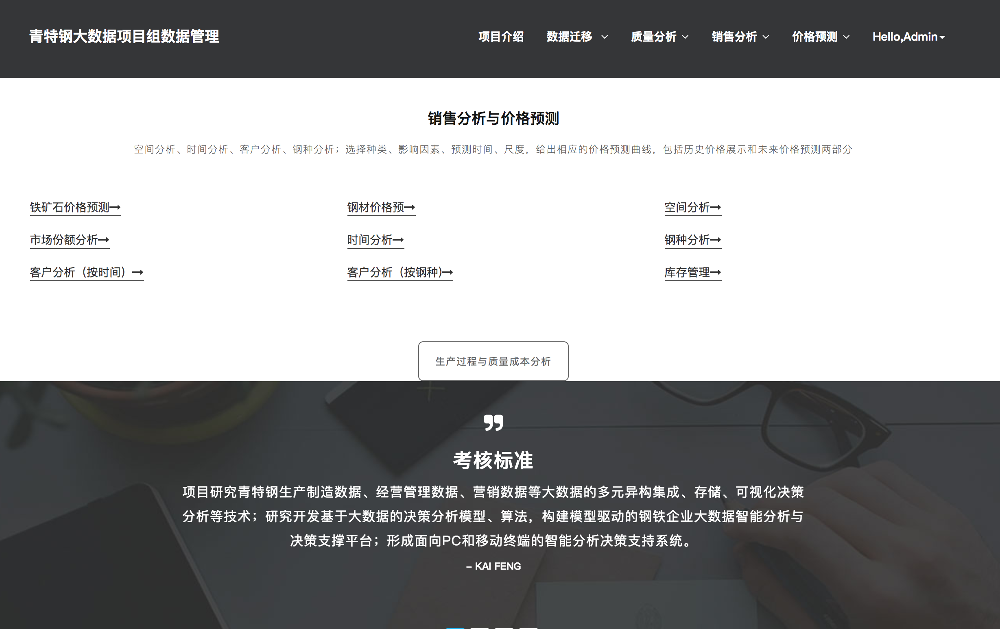 青特钢大数据项目组数据管理
项目介绍 数据迁移 质量分析 销售分析 价格预测 Hello,Admin
销售分析与价格预测
空间分析、时间分析、客户分析、钢种分析；选择种类、影响因素、预测时间、尺度，给出相应的价格预测曲线，包括历史价格展示和未来价格预测两部分
铁矿石价格预测 钢材价格预 空间分析
市场份额分析 时间分析 钢种分析
客户分析（按时间） 客户分析（按钢种) 库存管理
生产过程与质量成本分析
考核标准
项目研究青特钢生产制造数据、经营管理数据、营销数据等大数据的多元异构集成、存储、可视化决策
分析等技术；研究开发基于大数据的决策分析模型、算法，构建模型驱动的钢铁企业大数据智能分析与
决策支撑平台；形成面向PC和移动终端的智能分析决策支持系统。
– KAI FENG